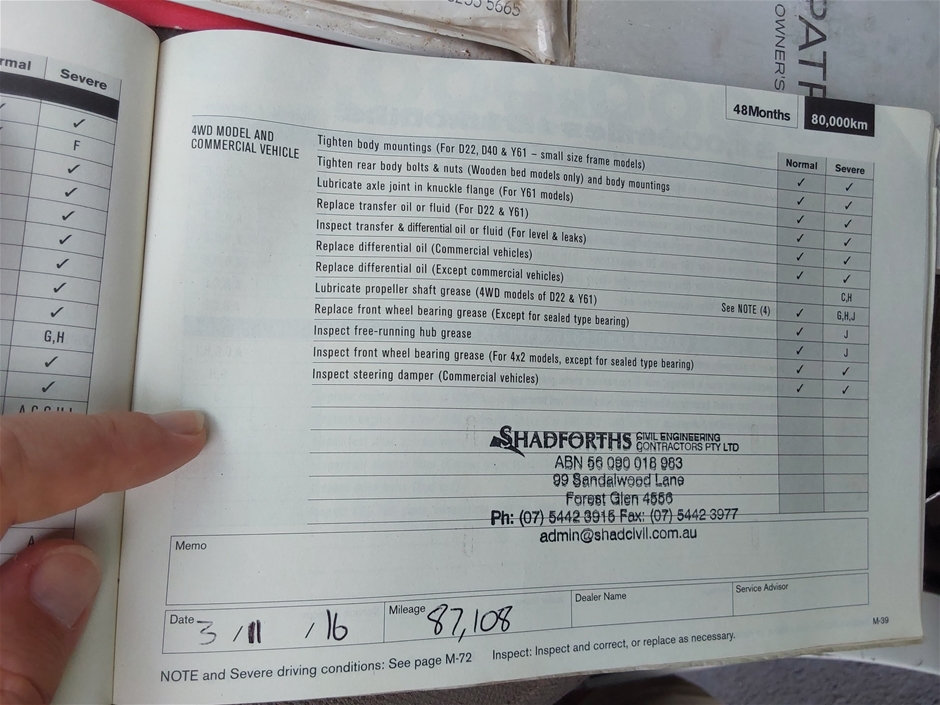 5665
PATR
OWNER'S
rmal Severe
✓
F
✓
✓
✓
✓
✓
✓
✓
G,H
✓
✓
A
48Months 80,000km
4WD MODEL AND
COMMERCIAL VEHICLE
Normal Severe
Tighten body mountings (For D22, D40 & Y61 – small size frame models) ✓ ✓
Tighten rear body bolts & nuts (Wooden bed models only) and body mountings ✓ ✓
Lubricate axle joint in knuckle flange (For Y61 models) ✓ ✓
Replace transfer oil or fluid (For D22 & Y61) ✓ ✓
Inspect transfer & differential oil or fluid (For level & leaks) ✓ ✓
Replace differential oil (Commercial vehicles) ✓ ✓
Replace differential oil (Except commercial vehicles) C,H
Lubricate propeller shaft grease (4WD models of D22 & Y61) See NOTE (4) ✓ G,H,J
Replace front wheel bearing grease (Except for sealed type bearing) ✓ J
Inspect free-running hub grease ✓ J
Inspect front wheel bearing grease (For 4x2 models, except for sealed type bearing) ✓ ✓
Inspect steering damper (Commercial vehicles) ✓ ✓
SHADFORTHS CIVIL ENGINEERING
CONTRACTORS PTY LTD
ABN 56 090 018 983
99 Sandalwood Lane
Forest Glen 4556
Ph: (07) 5442 3915 Fax: (07) 5442 3977
admin@shadcivil.com.au
Memo
Date 3 / 11 / 16 Mileage 87,108 Dealer Name Service Advisor
M-39
NOTE and Severe driving conditions: See page M-72 Inspect: Inspect and correct, or replace as necessary.